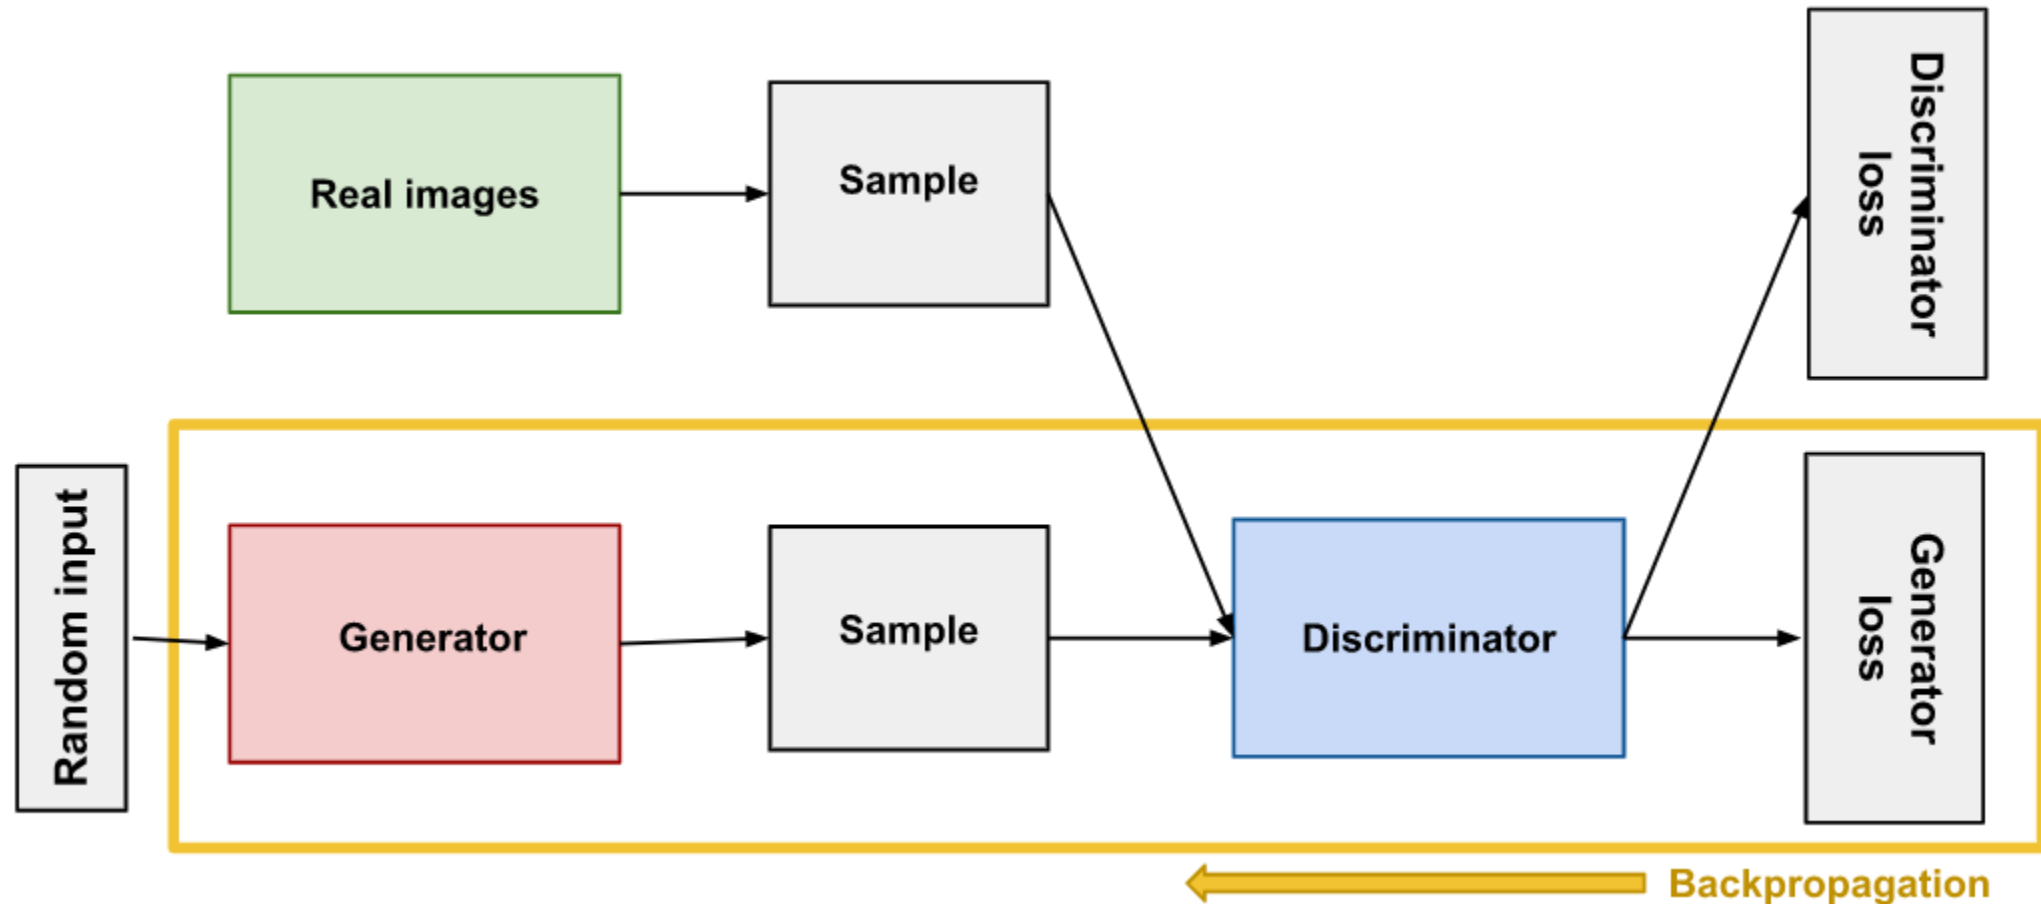 Real images
Sample
Discriminator
loss
Random input
Generator
Sample
Discriminator
Generator
loss
Backpropagation